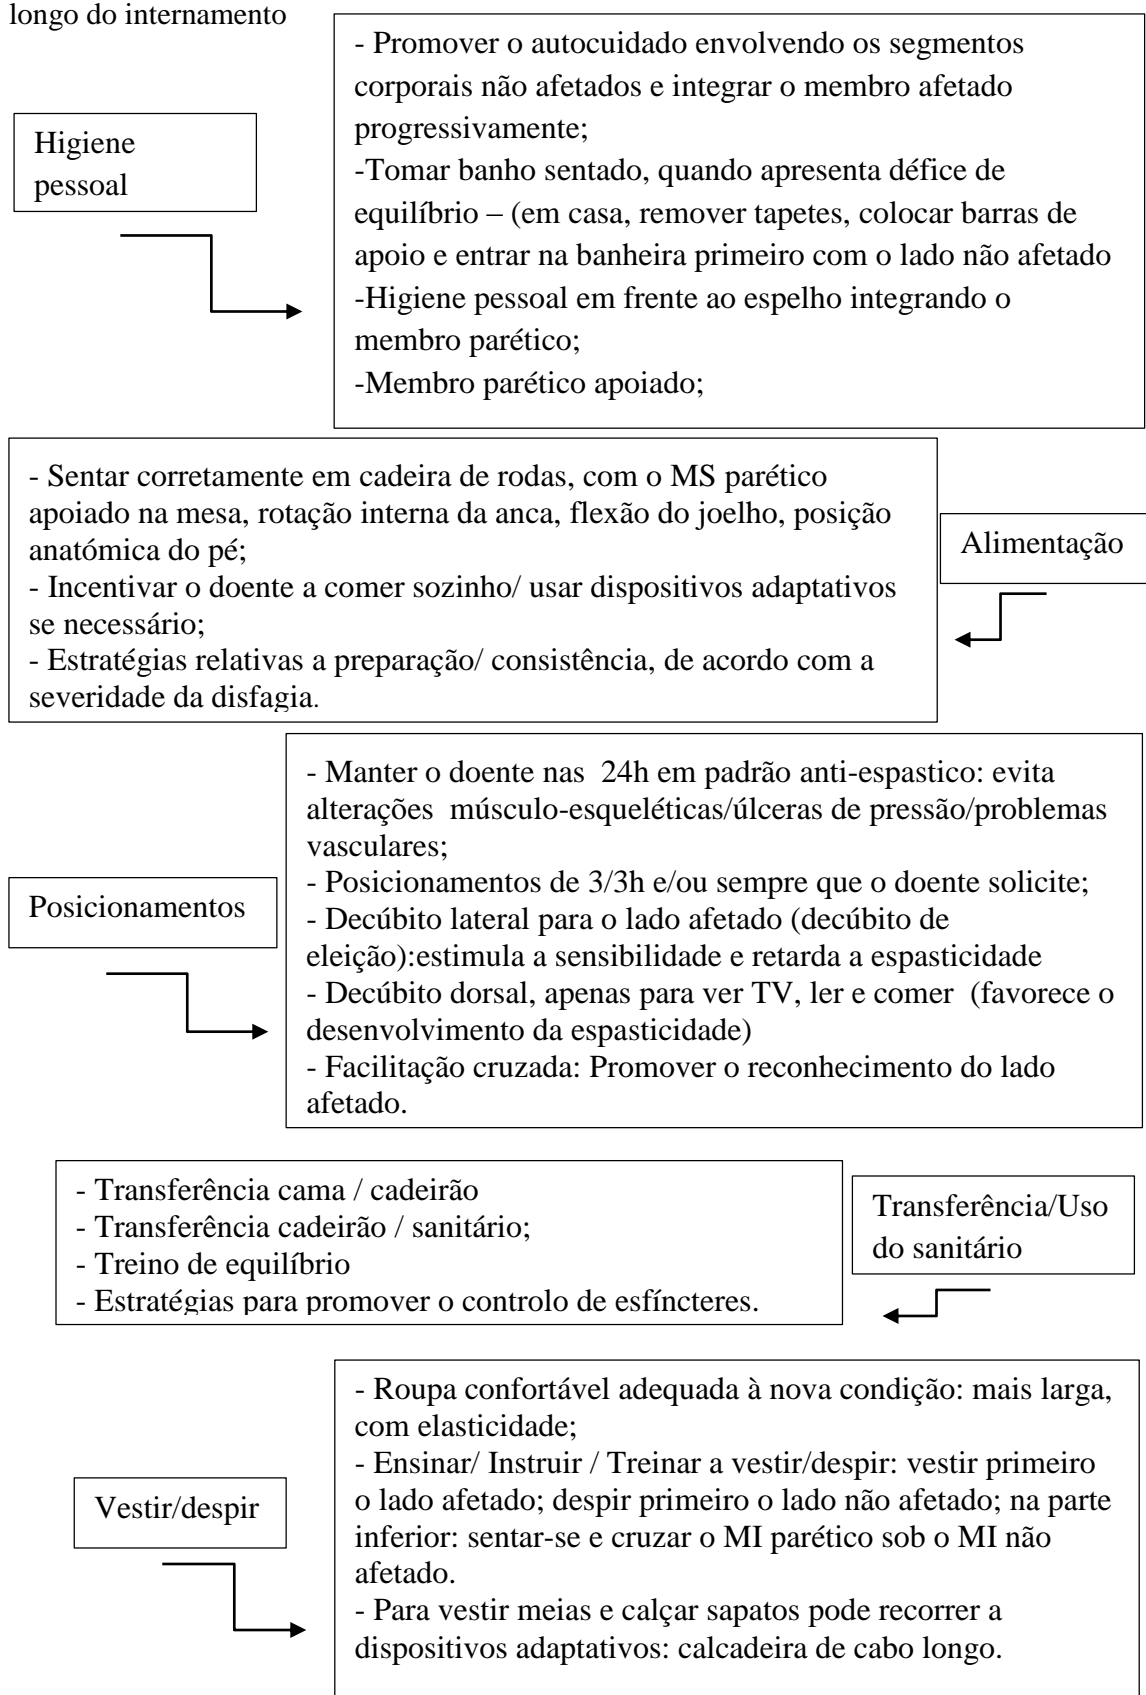 longo do internamento
Higiene
pessoal
- Promover o autocuidado envolvendo os segmentos
corporais não afetados e integrar o membro afetado
progressivamente;
-Tomar banho sentado, quando apresenta défice de
equilíbrio – (em casa, remover tapetes, colocar barras de
apoio e entrar na banheira primeiro com o lado não afetado
-Higiene pessoal em frente ao espelho integrando o
membro parético;
-Membro parético apoiado;
Alimentação
- Sentar corretamente em cadeira de rodas, com o MS parético
apoiado na mesa, rotação interna da anca, flexão do joelho, posição
anatómica do pé;
- Incentivar o doente a comer sozinho/ usar dispositivos adaptativos
se necessário;
- Estratégias relativas a preparação/ consistência, de acordo com a
severidade da disfagia.
Posicionamentos
- Manter o doente nas  24h em padrão anti-espastico: evita
alterações  músculo-esqueléticas/úlceras de pressão/problemas
vasculares;
- Posicionamentos de 3/3h e/ou sempre que o doente solicite;
- Decúbito lateral para o lado afetado (decúbito de
eleição):estimula a sensibilidade e retarda a espasticidade
- Decúbito dorsal, apenas para ver TV, ler e comer  (favorece o
desenvolvimento da espasticidade)
- Facilitação cruzada: Promover o reconhecimento do lado
afetado.
Transferência/Uso
do sanitário
- Transferência cama / cadeirão
- Transferência cadeirão / sanitário;
- Treino de equilíbrio
- Estratégias para promover o controlo de esfíncteres.
Vestir/despir
- Roupa confortável adequada à nova condição: mais larga,
com elasticidade;
- Ensinar/ Instruir / Treinar a vestir/despir: vestir primeiro
o lado afetado; despir primeiro o lado não afetado; na parte
inferior: sentar-se e cruzar o MI parético sob o MI não
afetado.
- Para vestir meias e calçar sapatos pode recorrer a
dispositivos adaptativos: calcadeira de cabo longo.